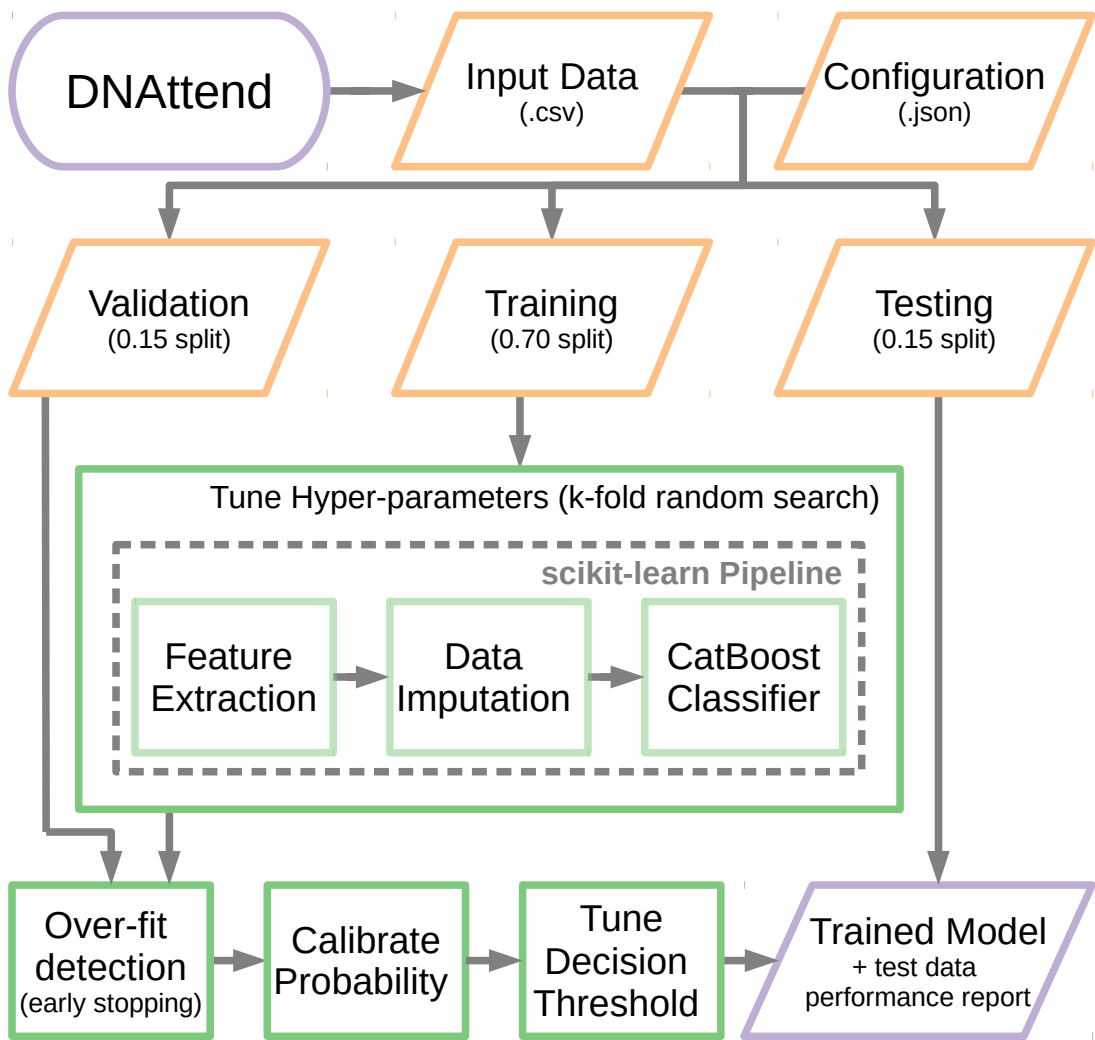 DNAttend
Input Data
(.csv)
Configuration
(.json)
Validation
(0.15 split)
Training
(0.70 split)
Testing
(0.15 split)
Tune Hyper-parameters (k-fold random search)
scikit-learn Pipeline
Feature
Extraction
Data
Imputation
CatBoost
Classifier
Over-fit
detection
(early stopping)
Calibrate
Probability
Tune
Decision
Threshold
Trained Model
+ test data
performance report